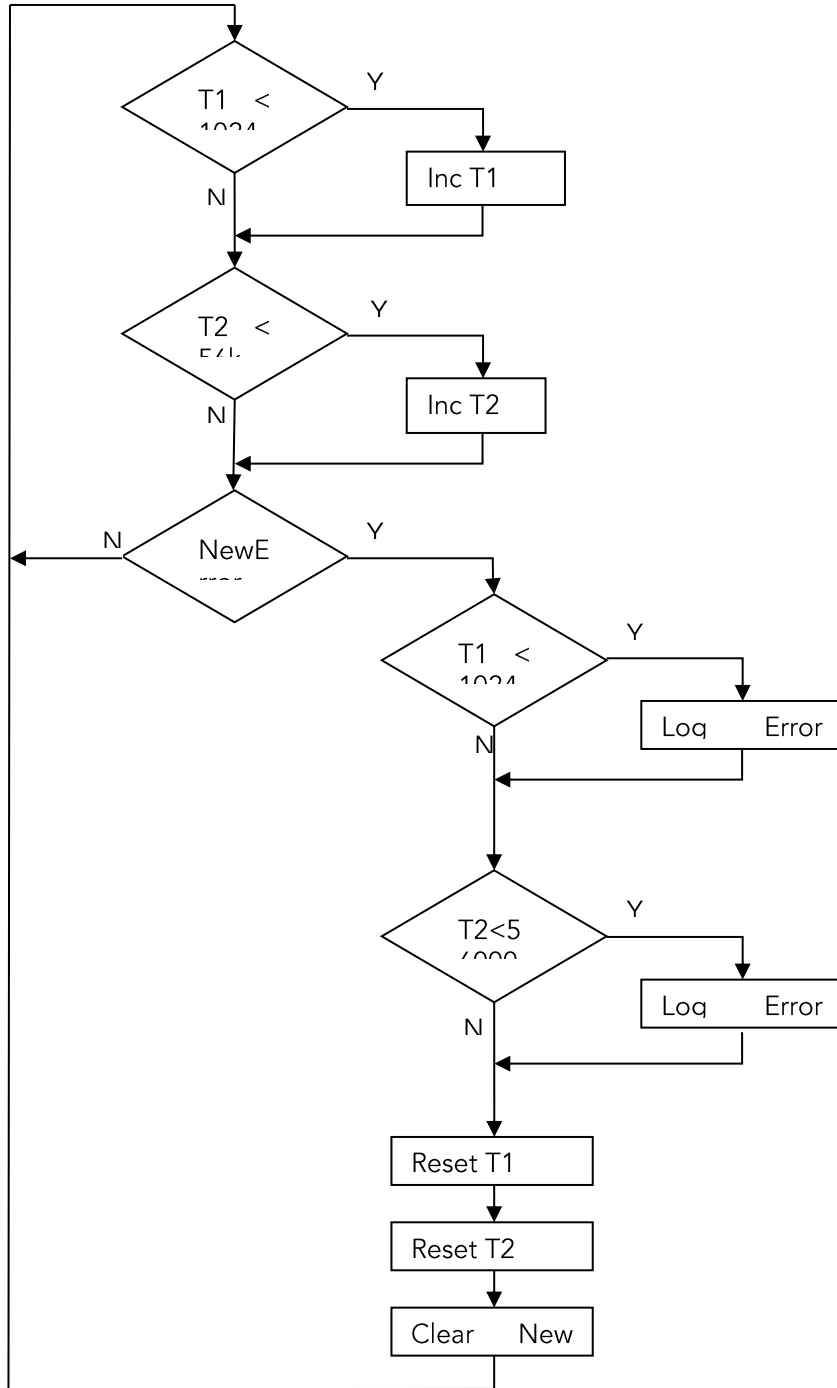 T1 <
Y
Inc T1
N
T2 <
Y
Inc T2
N
N
NewE
Y
T1 <
Y
Log Error
N
T2<5
Y
Log Error
N
Reset T1
Reset T2
Clear New